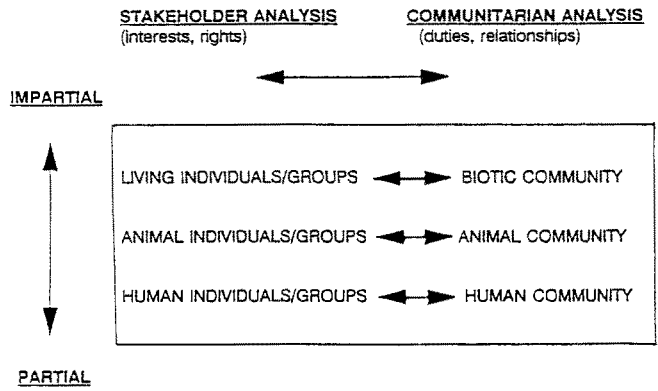 STAKEHOLDER ANALYSIS COMMUNITARIAN ANALYSIS
(interests, rights) (duties, relationships)
IMPARTIAL
LIVING INDIVIDUALS/GROUPS BIOTIC COMMUNITY
ANIMAL INDIVIDUALS/GROUPS ANIMAL COMMUNITY
HUMAN INDIVIDUALS/GROUPS HUMAN COMMUNITY
PARTIAL